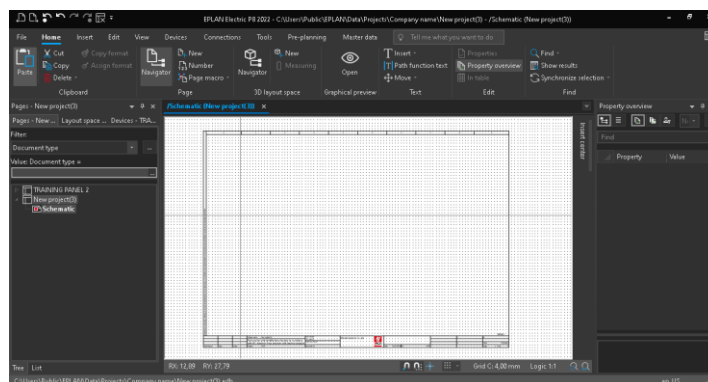 EPLAN Electric P8 2022 - C:\Users\Public\EPLAN\Data\Projects\Company name\New project(3) - /Schematic (New project(3))
File Home Insert Edit View Devices Connections Tools Pre-planning Master data Tell me what you want to do
Paste
Cut
Copy
Delete
Copy format
Assign format
Clipboard
Navigator
New
Number
Page macro
Page
Navigator
New
Measuring
3D layout space
Open
Graphical preview
Insert
Path function text
Move
Text
Properties
Property overview
In table
Edit
Find
Show results
Synchronize selection
Find
Pages - New project(3)
Pages - New ... Layout space ... Devices - TRA...
Filter:
Document type
...
Value: Document type =
...
TRAINING PANEL 2
New project(3)
Schematic
Tree List
/Schematic (New project(3))
Insert center
Property overview
Find
Property Value
RX: 12,89 RY: 27,79
Grid C: 4,00 mm Logic 1:1
C:\Users\Public\EPLAN\Data\Projects\Company name\New project(3).edb
en_US